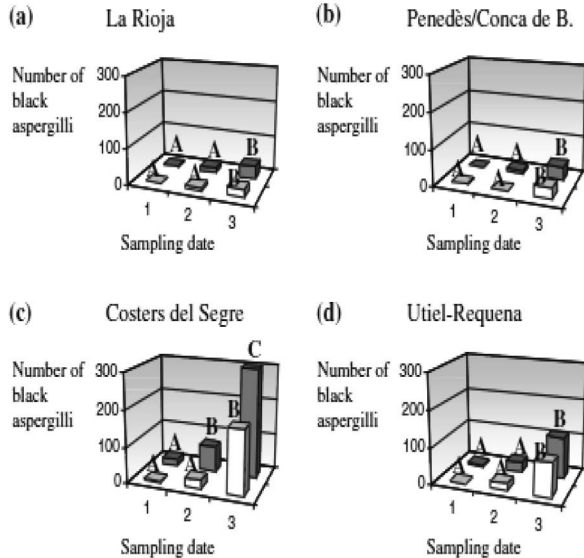 (a) La Rioja
Number of
black
aspergilli
300
200
100
0
A A B
A A B
1 2 3
Sampling date
(b) Penedès/Conca de B.
Number of
black
aspergilli
300
200
100
0
A A B
A A B
1 2 3
Sampling date
(c) Costers del Segre
Number of
black
aspergilli
300
200
100
0
A B C
A A B
1 2 3
Sampling date
(d) Utiel-Requena
Number of
black
aspergilli
300
200
100
0
A A B
A A B
1 2 3
Sampling date